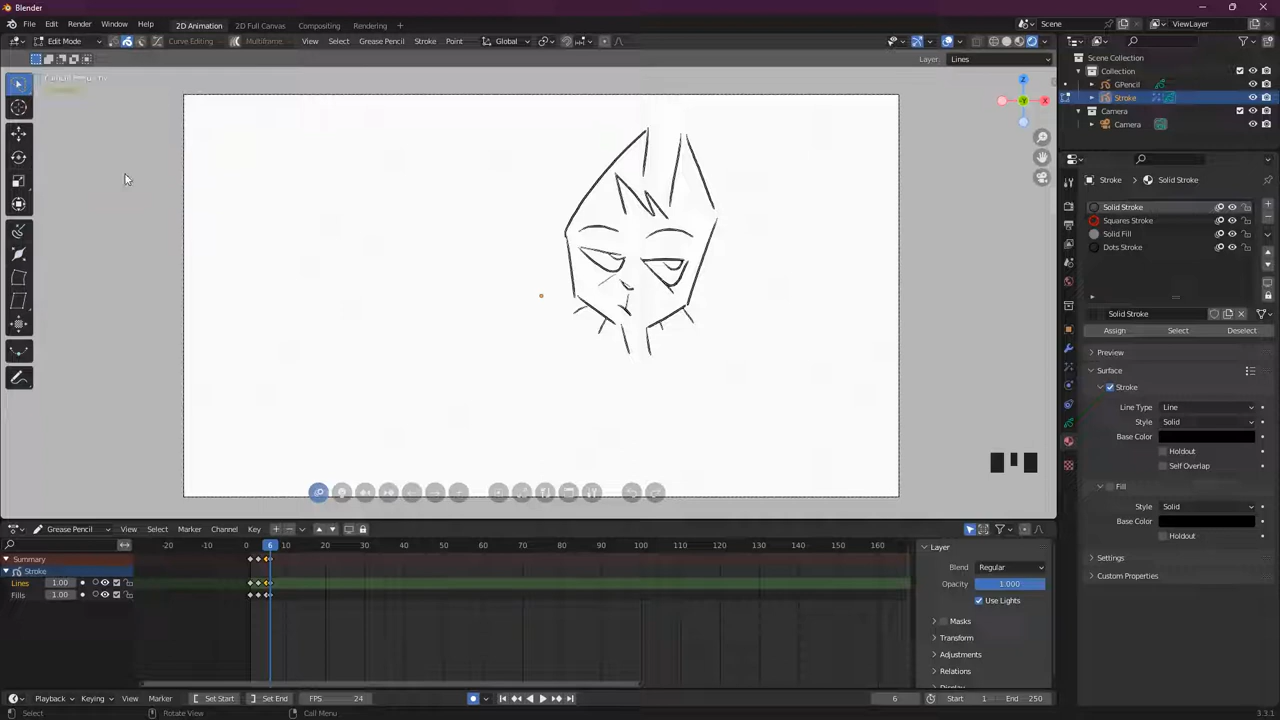 Blender
File Edit Render Window Help 2D Animation 2D Full Canvas Compositing Rendering + Scene ViewLayer
Edit Mode Curve Editing Multiframe View Select Grease Pencil Stroke Point Global
Layer: Lines
Scene Collection
Collection
GPencil
Stroke
Camera
Camera
Z
X
Y
Stroke Solid Stroke
Solid Stroke
Squares Stroke
Solid Fill
Dots Stroke
Solid Stroke
Assign Select Deselect
Preview
Surface
Stroke
Line Type Line
Style Solid
Base Color
Holdout
Self Overlap
Fill
Style Solid
Base Color
Holdout
Settings
Custom Properties
Grease Pencil View Select Marker Channel Key
-20 -10 0 6 10 20 30 40 50 60 70 80 90 100 110 120 130 140 150 160
Summary
Stroke
Lines 1.00
Fills 1.00
Layer
Blend Regular
Opacity 1.000
Use Lights
Masks
Transform
Adjustments
Relations
Display
Playback Keying View Marker Set Start Set End FPS 24 6 Start 1 End 250
Select Rotate View Call Menu 3.3.1